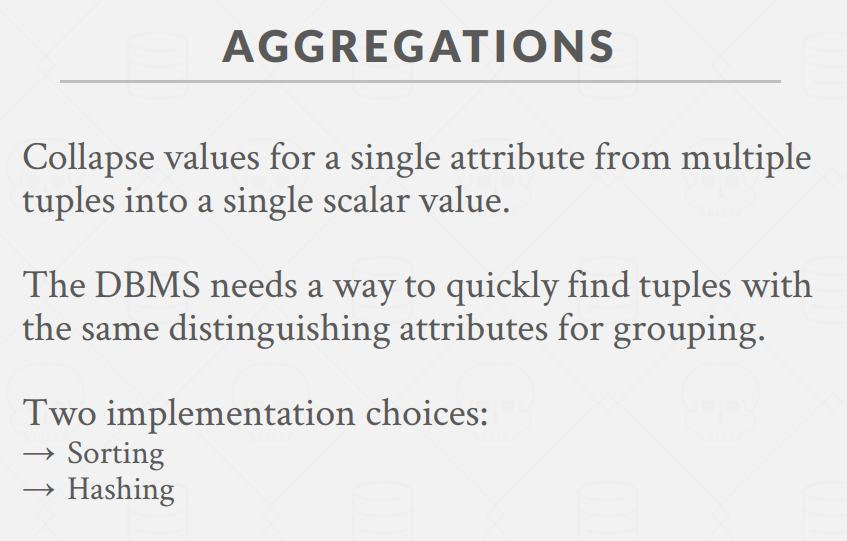 AGGREGATIONS
Collapse values for a single attribute from multiple
tuples into a single scalar value.
The DBMS needs a way to quickly find tuples with
the same distinguishing attributes for grouping.
Two implementation choices:
→ Sorting
→ Hashing